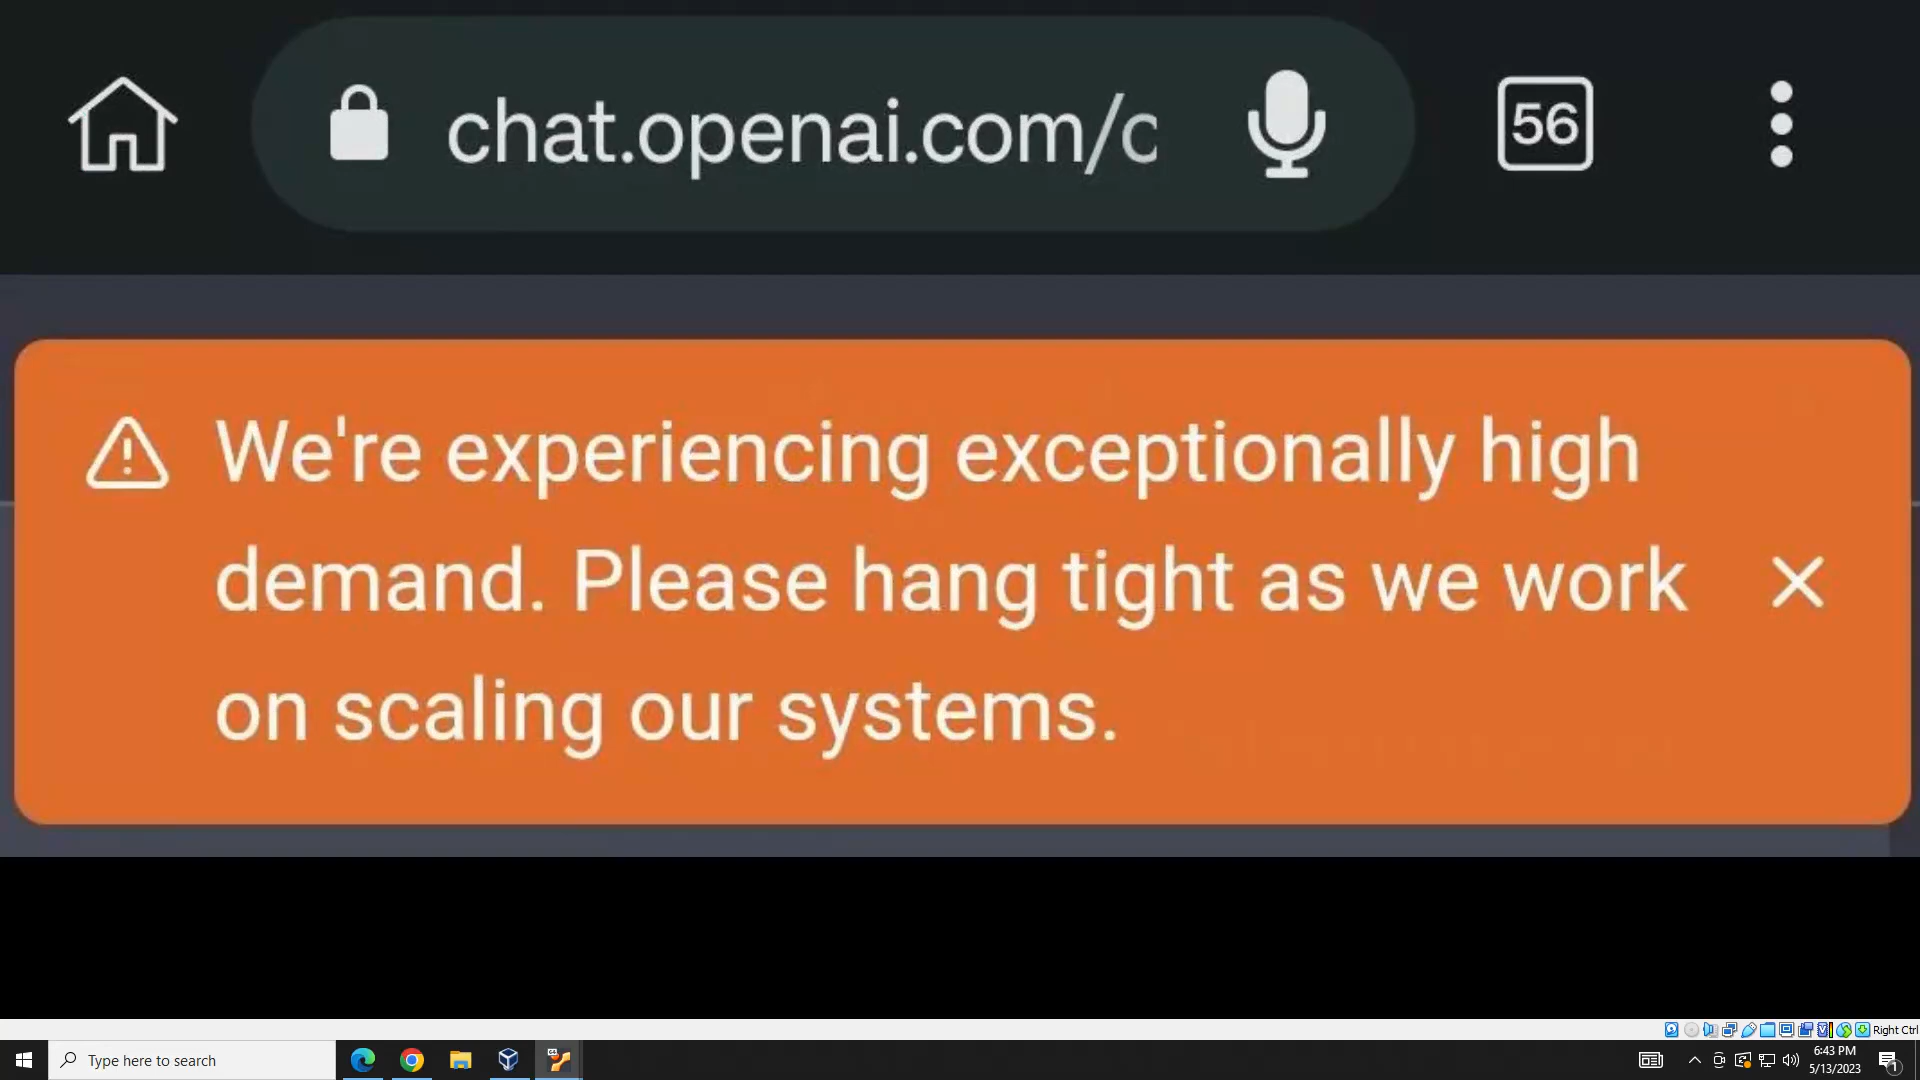 chat.openai.com/c
56
We're experiencing exceptionally high
demand. Please hang tight as we work
on scaling our systems.
Right Ctrl
Type here to search
6:43 PM
5/13/2023
1